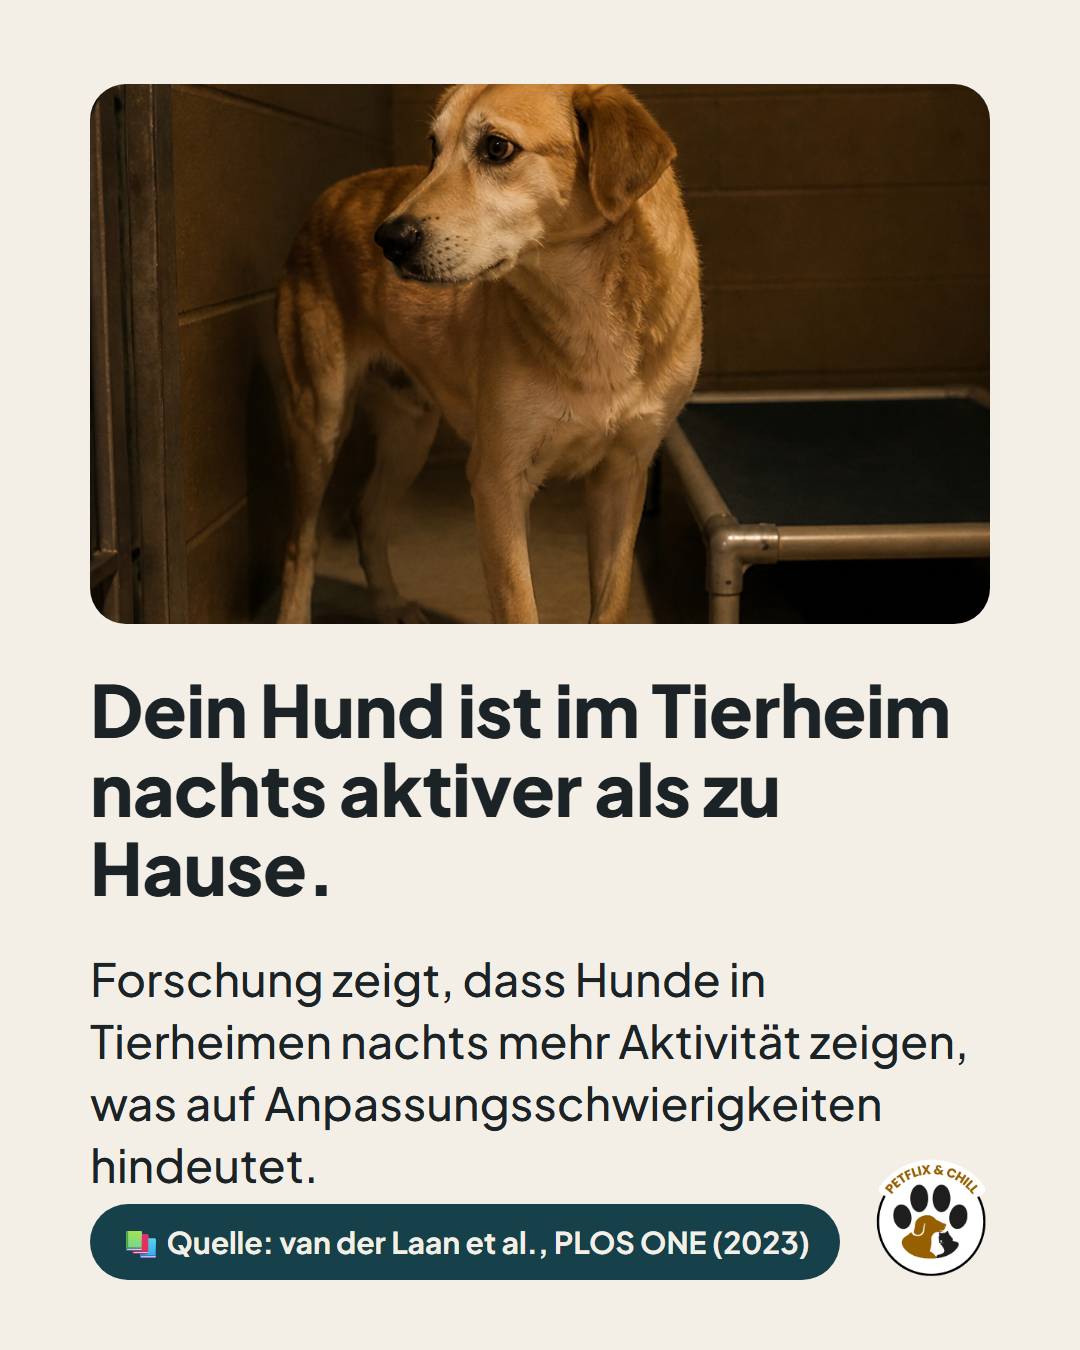 Dein Hund ist im Tierheim
nachts aktiver als zu
Hause.
Forschung zeigt, dass Hunde in
Tierheimen nachts mehr Aktivität zeigen,
was auf Anpassungsschwierigkeiten
hindeutet.
Quelle: van der Laan et al., PLOS ONE (2023)
PETFLIX & CHILL